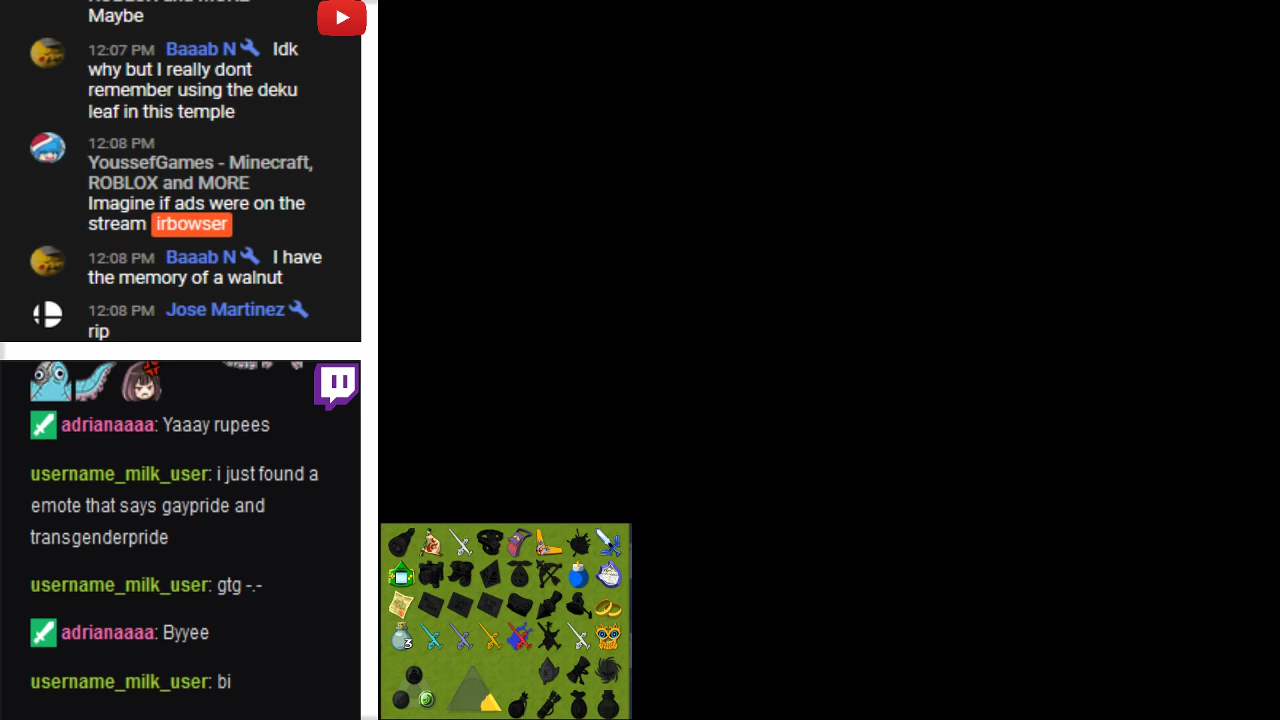 Maybe
12:07 PM Baaab N Idk
why but I really dont
remember using the deku
leaf in this temple
12:08 PM
YoussefGames - Minecraft,
ROBLOX and MORE
Imagine if ads were on the
stream irbowser
12:08 PM Baaab N I have
the memory of a walnut
12:08 PM Jose Martinez
rip
adrianaaaa: Yaaay rupees
username_milk_user: i just found a
emote that says gaypride and
transgenderpride
username_milk_user: gtg -.-
adrianaaaa: Byyee
username_milk_user: bi
3